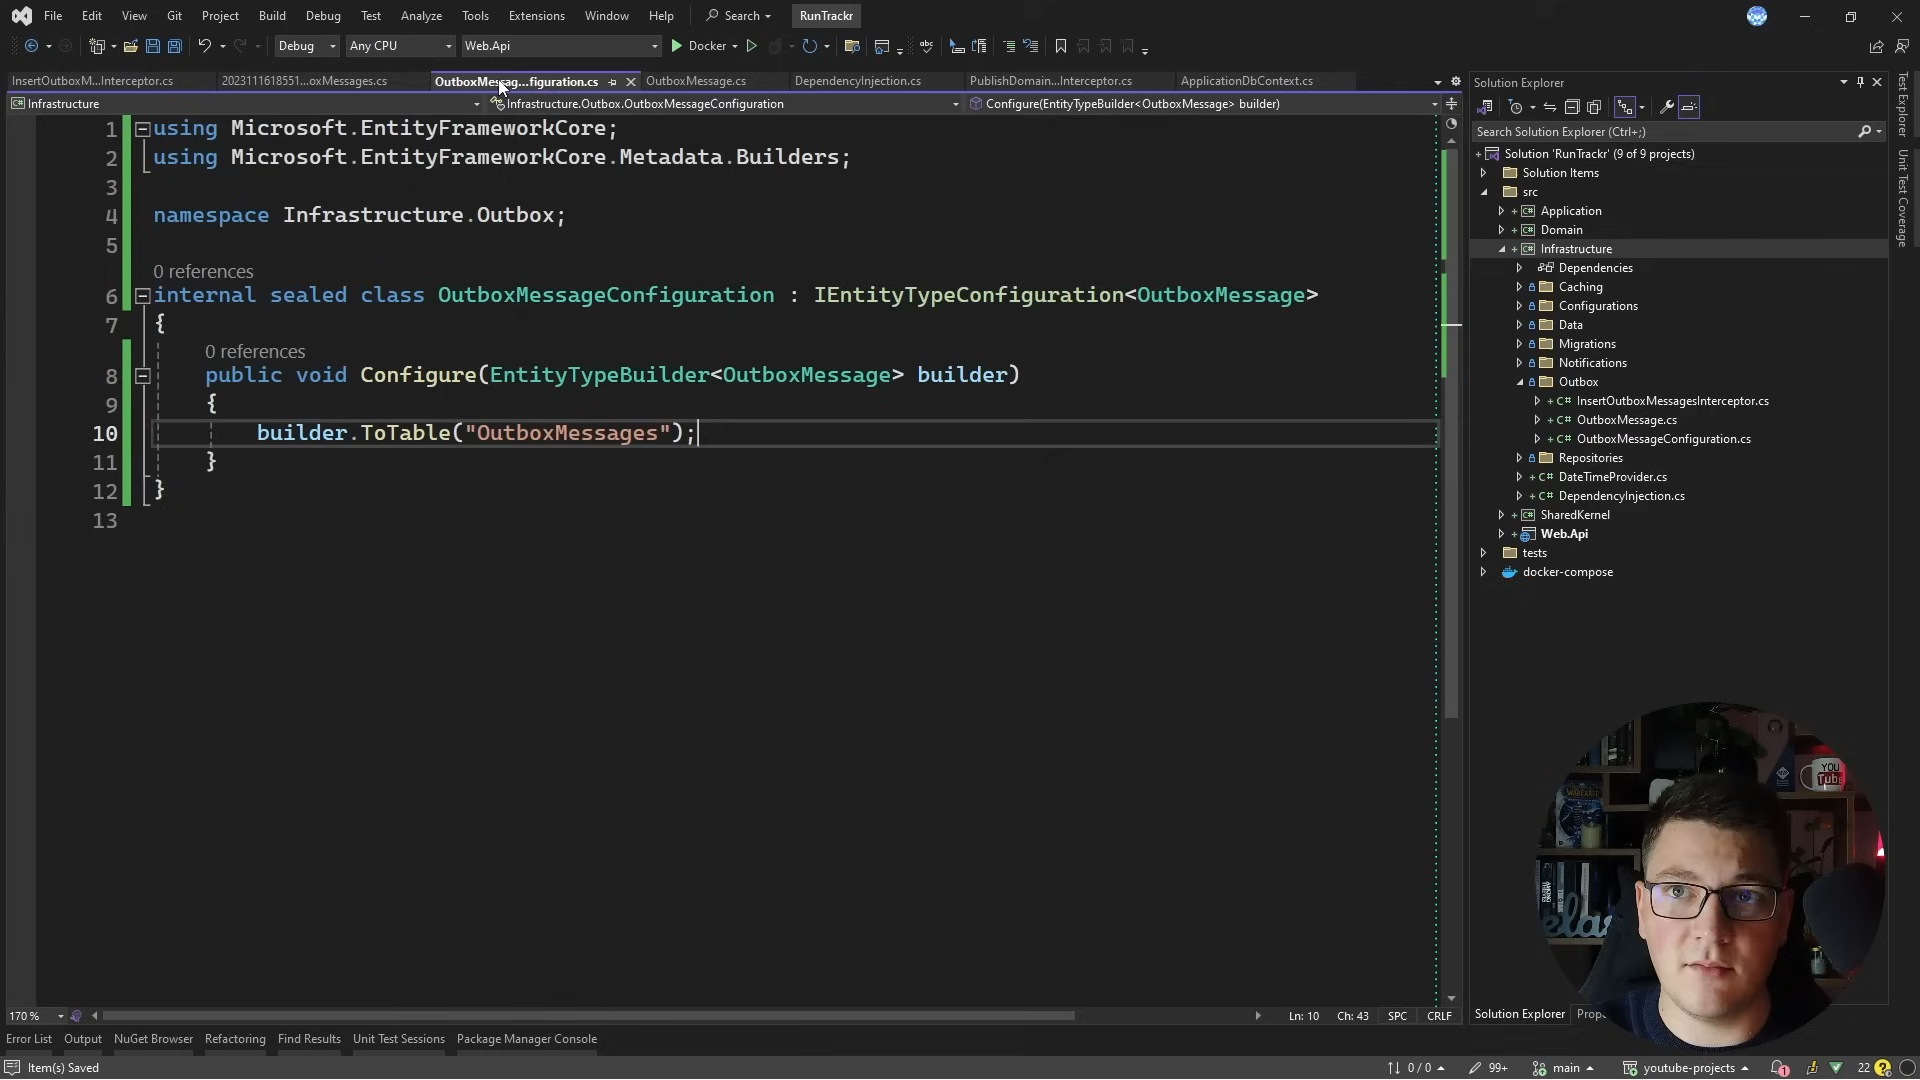 File Edit View Git Project Build Debug Test Analyze Tools Extensions Window Help Search RunTrackr
Debug Any CPU Web.Api Docker
InsertOutboxM...Interceptor.cs 2023111618551...oxMessages.cs OutboxMessag...figuration.cs OutboxMessage.cs DependencyInjection.cs PublishDomain...Interceptor.cs ApplicationDbContext.cs
Infrastructure Infrastructure.Outbox.OutboxMessageConfiguration Configure(EntityTypeBuilder<OutboxMessage> builder)
1 using Microsoft.EntityFrameworkCore;
2 using Microsoft.EntityFrameworkCore.Metadata.Builders;
3
4 namespace Infrastructure.Outbox;
5
0 references
6 internal sealed class OutboxMessageConfiguration : IEntityTypeConfiguration<OutboxMessage>
7 {
0 references
8 public void Configure(EntityTypeBuilder<OutboxMessage> builder)
9 {
10 builder.ToTable("OutboxMessages");
11 }
12 }
13
170 % Ln: 10 Ch: 43 SPC CRLF
Solution Explorer
Search Solution Explorer (Ctrl+;)
Solution 'RunTrackr' (9 of 9 projects)
Solution Items
src
C# Application
C# Domain
C# Infrastructure
Dependencies
Caching
Configurations
Data
Migrations
Notifications
Outbox
C# InsertOutboxMessagesInterceptor.cs
C# OutboxMessage.cs
C# OutboxMessageConfiguration.cs
Repositories
C# DateTimeProvider.cs
C# DependencyInjection.cs
C# SharedKernel
Web.Api
tests
docker-compose
Test Explorer
Unit Test Coverage
YOU
Tube
Solution Explorer
Error List Output NuGet Browser Refactoring Find Results Unit Test Sessions Package Manager Console
Item(s) Saved 0 / 0 99+ main youtube-projects 1 22